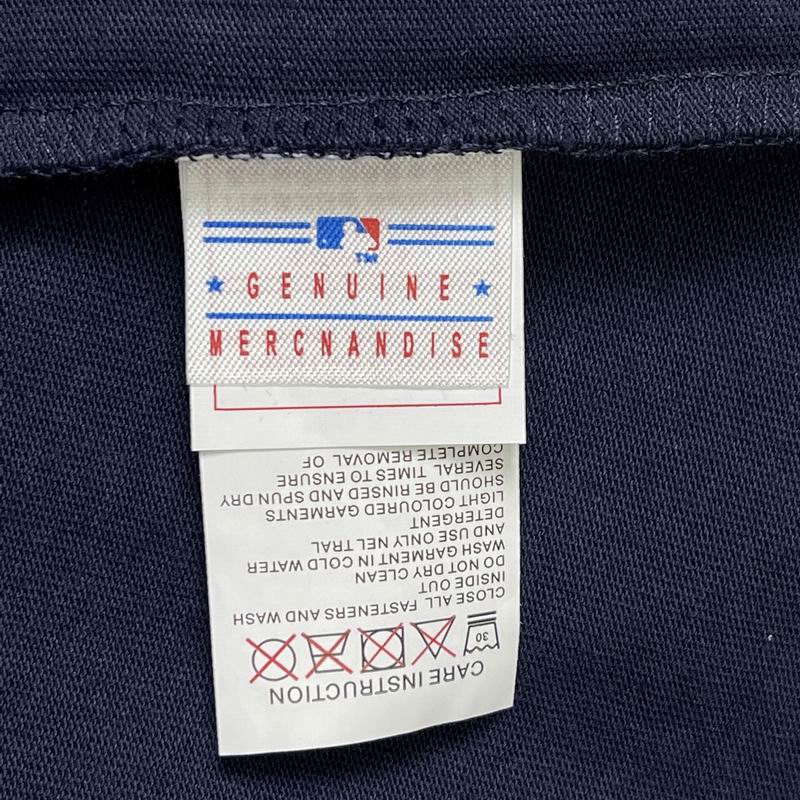 TM
GENUINE
MERCNANDISE
CARE INSTRUCTION
30
CLOSE ALL FASTENERS AND WASH
INSIDE OUT
DO NOT DRY CLEAN
WASH GARMENT IN COLD WATER
AND USE ONLY NEL TRAL
DETERGENT
LIGHT COLOURED GARMENTS
SHOULD BE RINSED AND SPUN DRY
SEVERAL TIMES TO ENSURE
COMPLETE REMOVAL OF